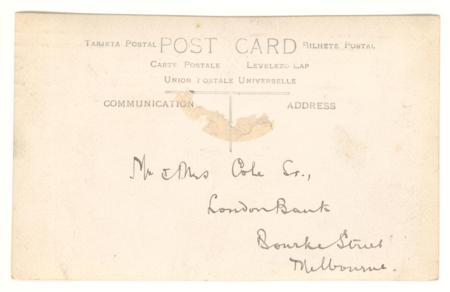 TARJETA POSTAL POST CARD BILHETE POSTAL
CARTE POSTALE LEVELEZŐ-LAP
UNION POSTALE UNIVERSELLE
COMMUNICATION ADDRESS
Mr & Mrs Cole Sr.,
London Bank
Bourke Street
Melbourne.